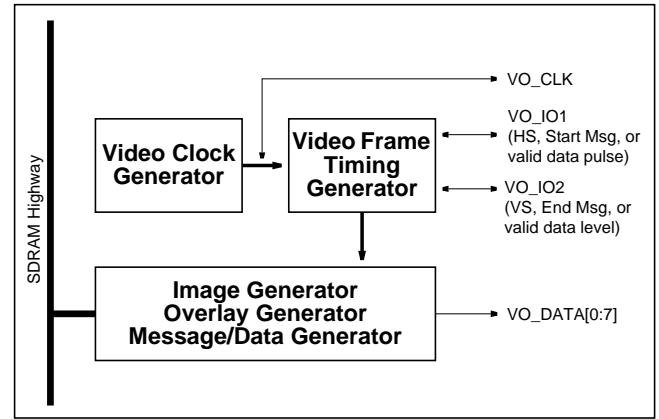 SDRAM Highway
Video Clock
Generator
Video Frame
Timing
Generator
VO_CLK
VO_IO1
(HS, Start Msg, or
valid data pulse)
VO_IO2
(VS, End Msg, or
valid data level)
Image Generator
Overlay Generator
Message/Data Generator
VO_DATA[0:7]